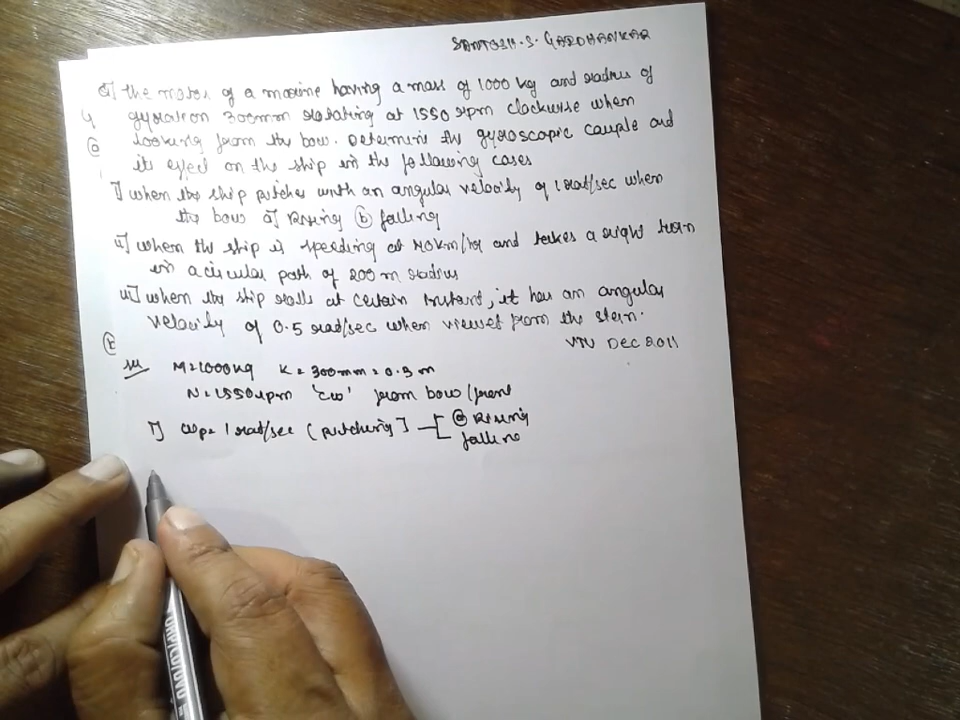 SANTOSH.S. GARDHANKAR
Q] The motor of a marine having a mass of 1000 kg and radius of
4 gyration 300mm rotating at 1550 rpm clockwise when
@ looking from the bow. Determine the gyroscopic couple and
its effect on the ship in the following cases
i] when the ship pitches with an angular velocity of 1 rad/sec when
the bow a] Rising b falling
ii] when the ship is speeding at 40km/hr and takes a right turn
in a circular path of 200 m radius
iii] when the ship rolls at certain instant, it has an angular
velocity of 0.5 rad/sec when viewed from the stern.
VTU DEC 2011
M=1000kg K= 300mm = 0.3 m
N=1550rpm 'cw' from bow/front
i] ωp= 1 rad/sec (pitching] @ Rising
falling